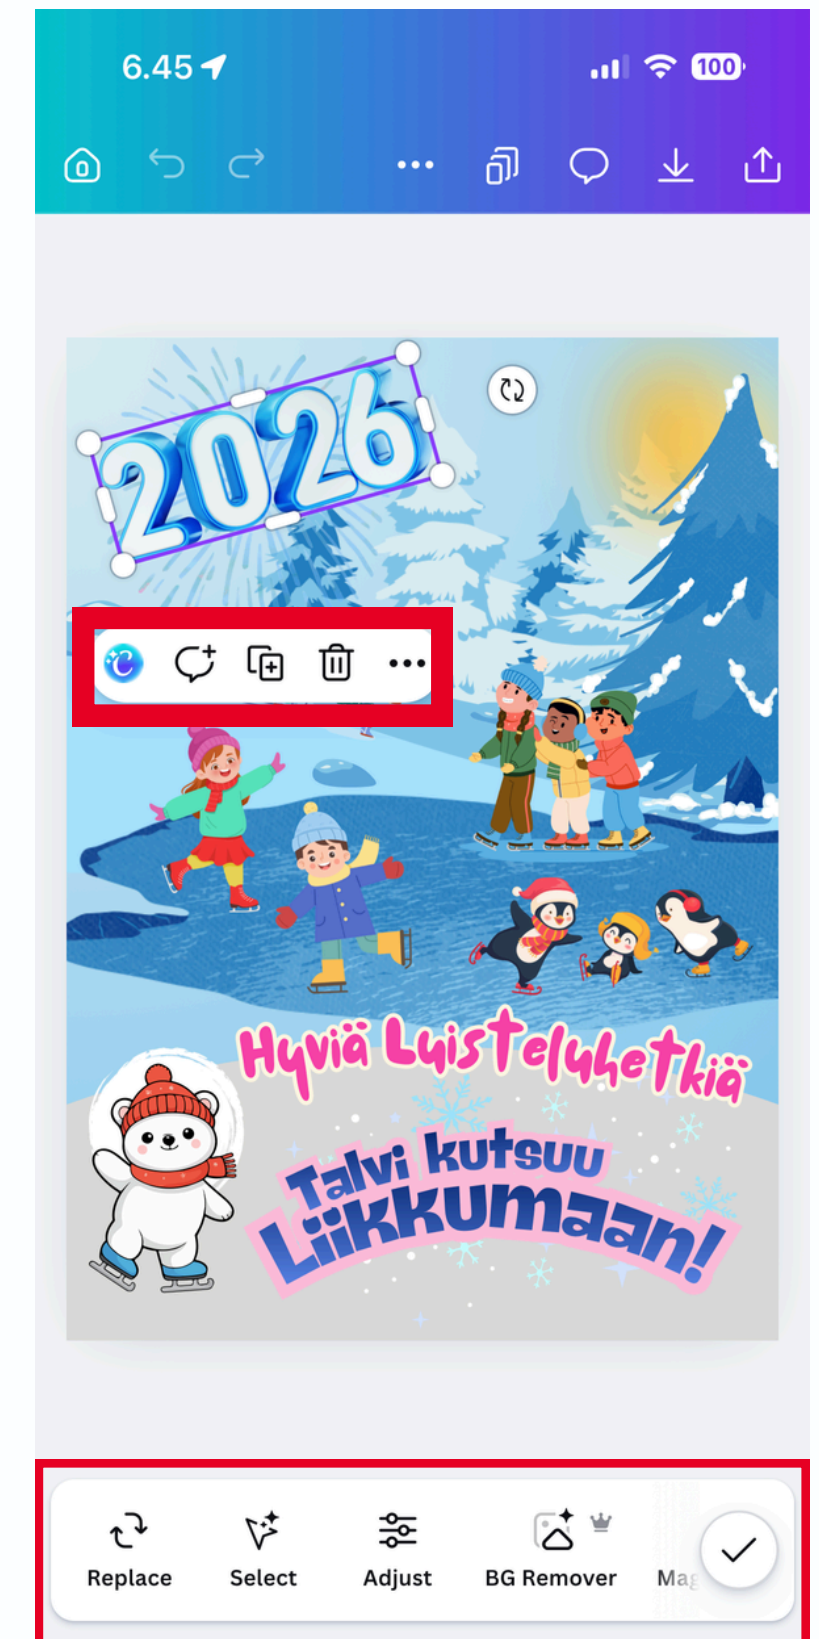 6.45
100
2026
Hyviä Luisteluhetkiä
Talvi kutsuu
Liikkumaan!
Replace Select Adjust BG Remover